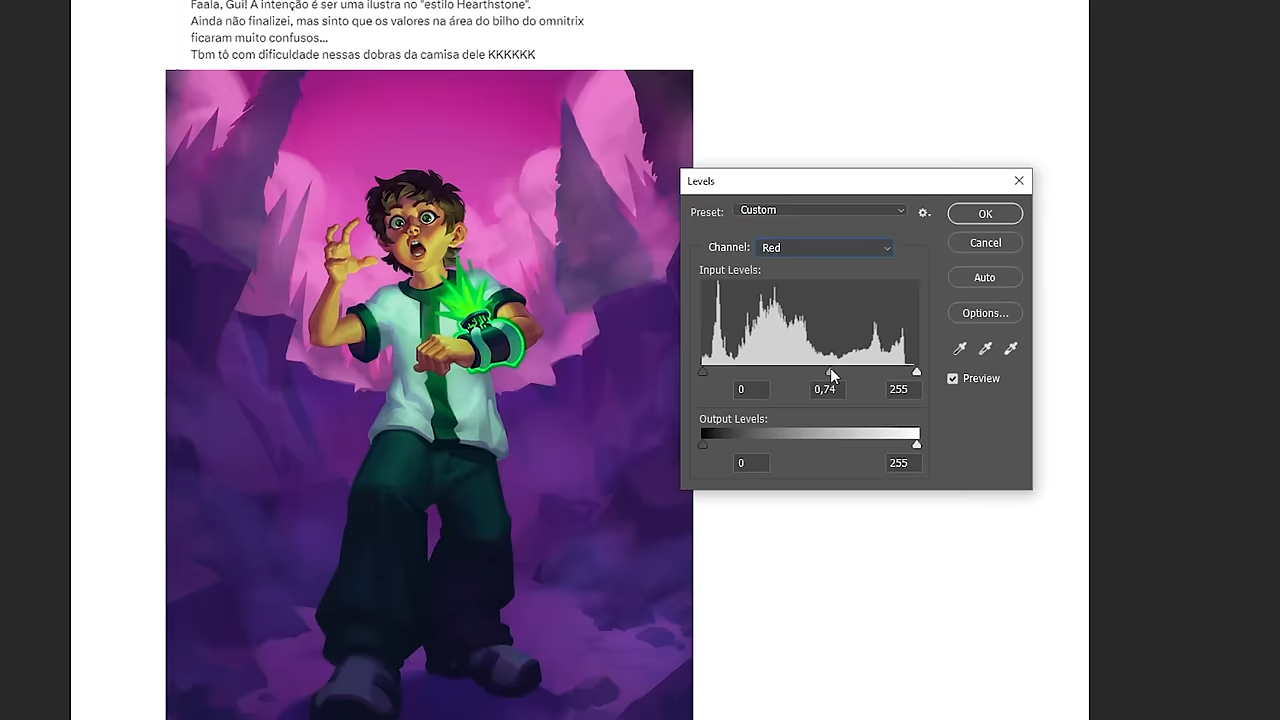 Faala, Gui! A intenção é ser uma ilustra no "estilo Hearthstone".
Ainda não finalizei, mas sinto que os valores na área do bilho do omnitrix
ficaram muito confusos...
Tbm tô com dificuldade nessas dobras da camisa dele KKKKKK
Levels
Preset: Custom
OK
Channel: Red
Cancel
Input Levels:
Auto
Options...
Preview
0 0,74 255
Output Levels:
0 255